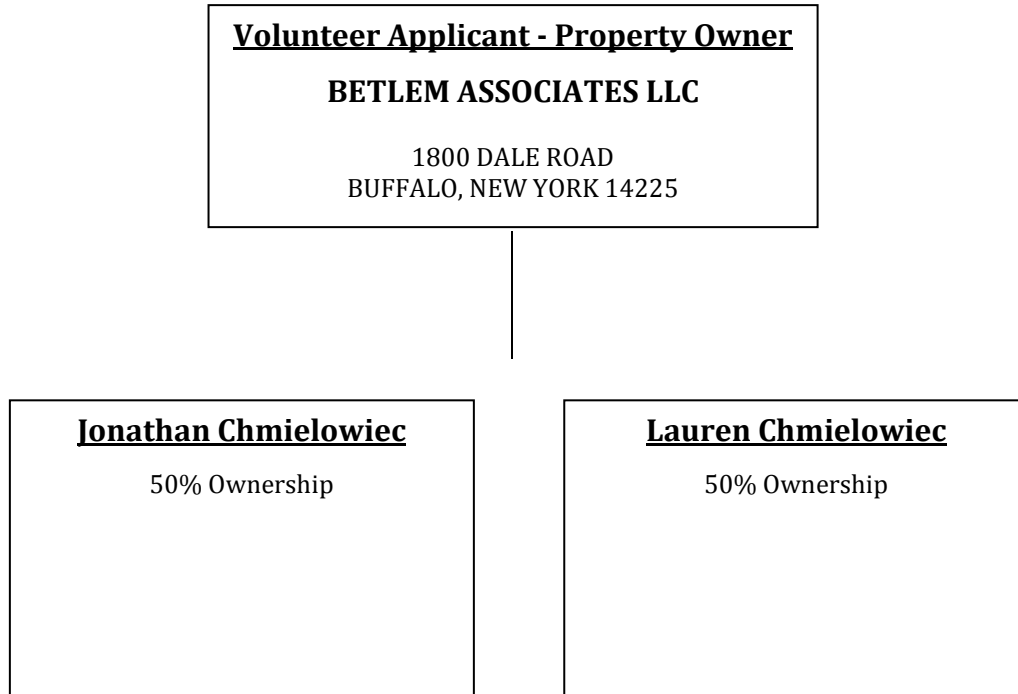 Volunteer Applicant - Property Owner
BETLEM ASSOCIATES LLC
1800 DALE ROAD
BUFFALO, NEW YORK 14225
Jonathan Chmielowiec
50% Ownership
Lauren Chmielowiec
50% Ownership